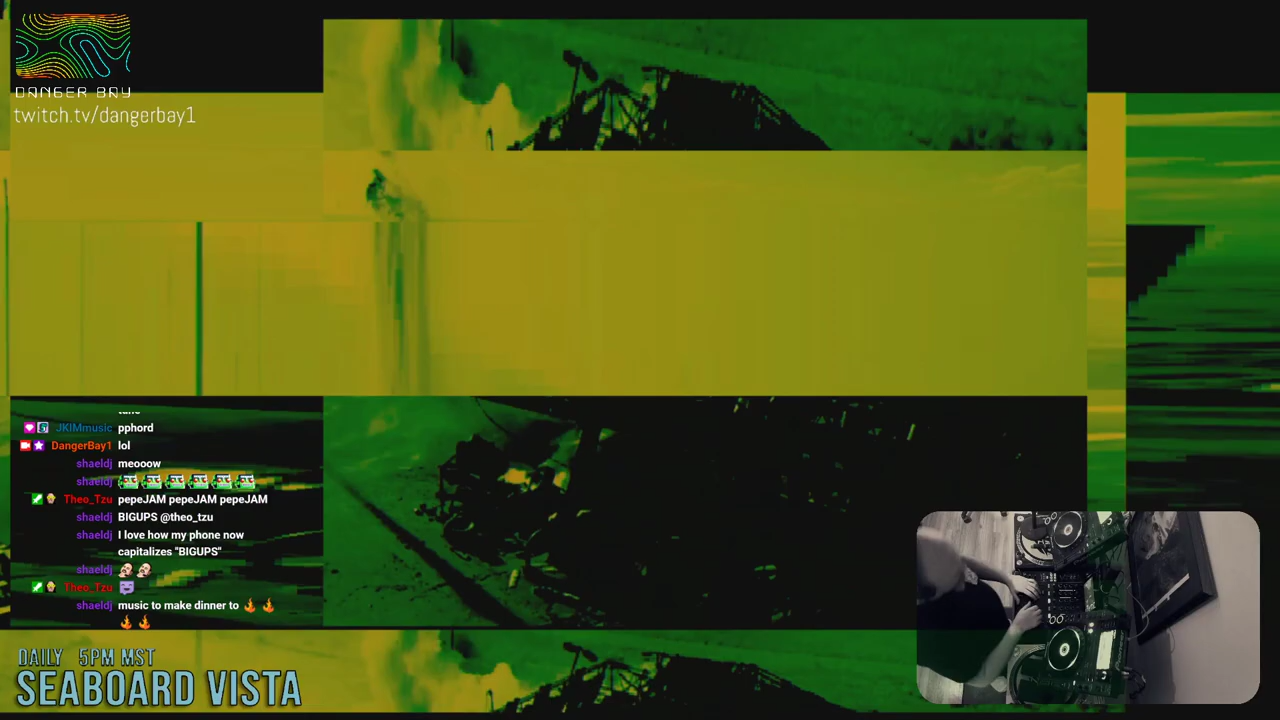 DANGER BAY
twitch.tv/dangerbay1
JKIMmusic pphord
DangerBay1 lol
shaeldj meooow
shaeldj
Theo_Tzu pepeJAM pepeJAM pepeJAM
shaeldj BIGUPS @theo_tzu
shaeldj I love how my phone now
capitalizes "BIGUPS"
shaeldj
Theo_Tzu
shaeldj music to make dinner to 🔥 🔥
🔥 🔥
DAILY 5PM MST
SEABOARD VISTA